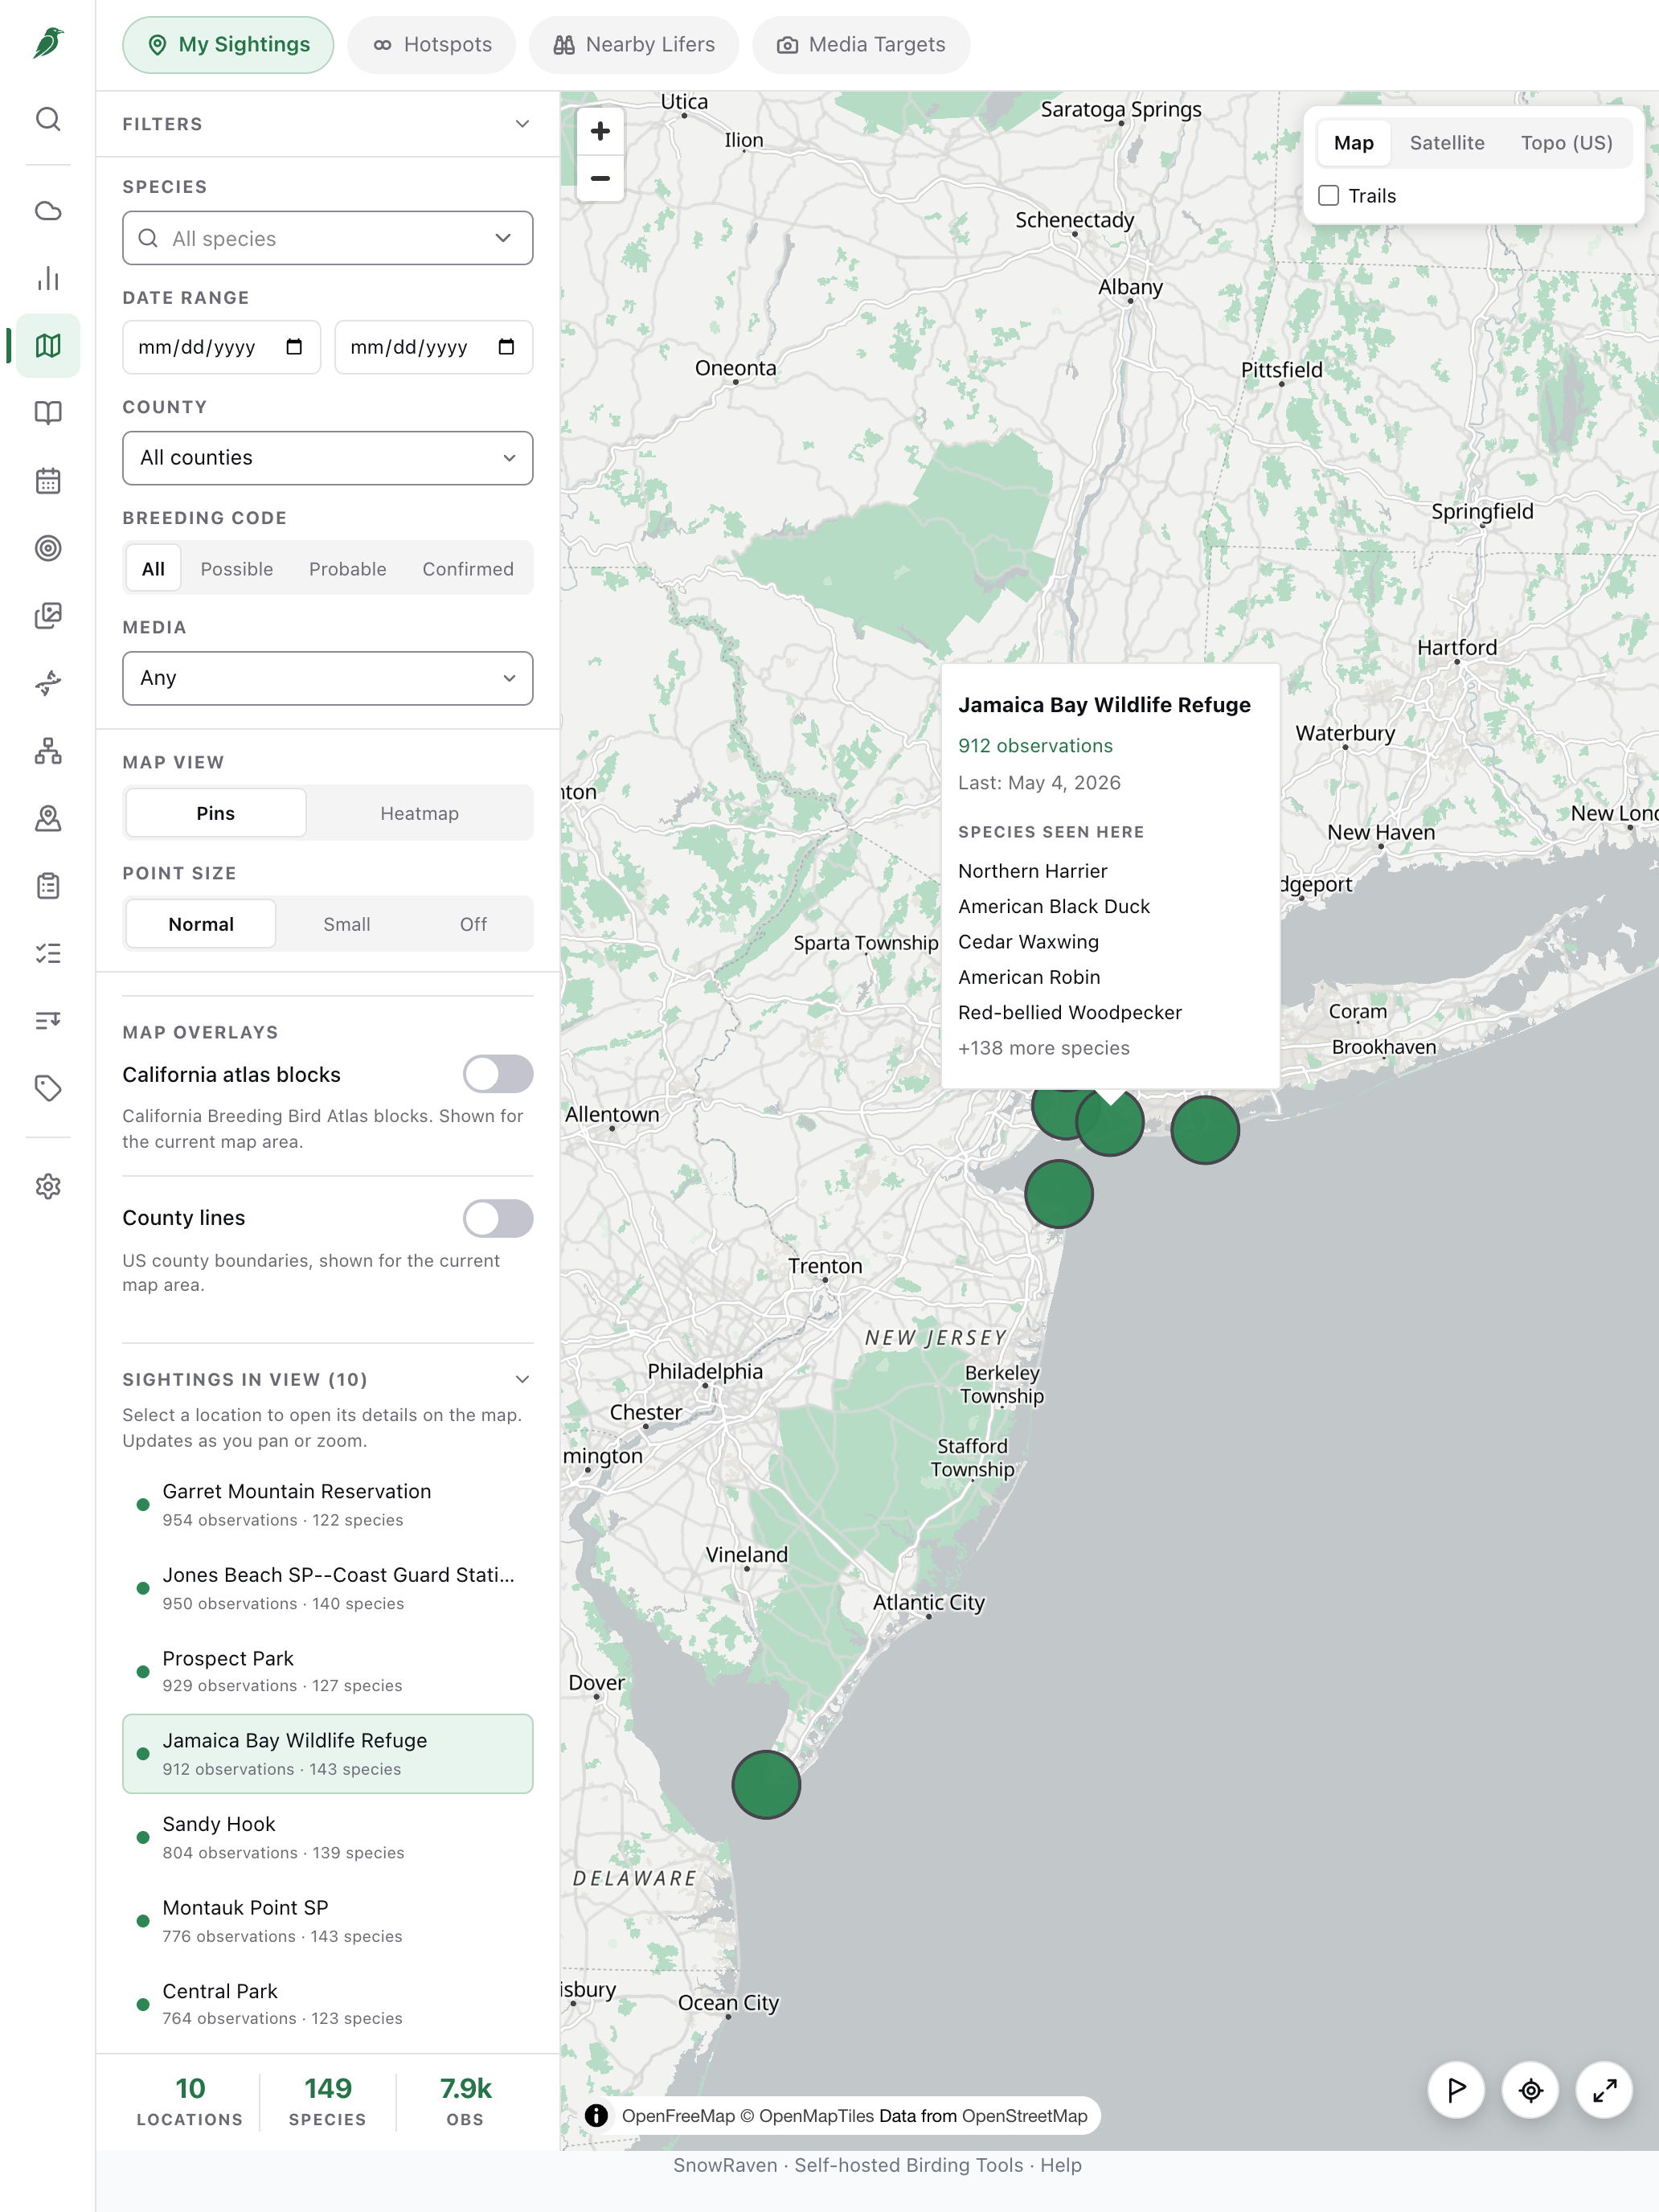 My Sightings
Hotspots
Nearby Lifers
Media Targets
FILTERS
SPECIES
All species
DATE RANGE
mm/dd/yyyy
mm/dd/yyyy
COUNTY
All counties
BREEDING CODE
All
Possible
Probable
Confirmed
MEDIA
Any
MAP VIEW
Pins
Heatmap
POINT SIZE
Normal
Small
Off
MAP OVERLAYS
California atlas blocks
California Breeding Bird Atlas blocks. Shown for
the current map area.
County lines
US county boundaries, shown for the current
map area.
SIGHTINGS IN VIEW (10)
Select a location to open its details on the map.
Updates as you pan or zoom.
Garret Mountain Reservation
954 observations · 122 species
Jones Beach SP--Coast Guard Stati...
950 observations · 140 species
Prospect Park
929 observations · 127 species
Jamaica Bay Wildlife Refuge
912 observations · 143 species
Sandy Hook
804 observations · 139 species
Montauk Point SP
776 observations · 143 species
Central Park
764 observations · 123 species
10
LOCATIONS
149
SPECIES
7.9k
OBS
Map
Satellite
Topo (US)
Trails
Utica
Ilion
Saratoga Springs
Schenectady
Albany
Oneonta
Pittsfield
Springfield
Hartford
Waterbury
nton
New Lond
New Haven
dgeport
Sparta Township
Coram
Brookhaven
Allentown
Jamaica Bay Wildlife Refuge
912 observations
Last: May 4, 2026
SPECIES SEEN HERE
Northern Harrier
American Black Duck
Cedar Waxwing
American Robin
Red-bellied Woodpecker
+138 more species
Trenton
NEW JERSEY
Philadelphia
Berkeley
Township
Chester
mington
Stafford
Township
Vineland
Atlantic City
Dover
DELAWARE
isbury
Ocean City
OpenFreeMap © OpenMapTiles Data from OpenStreetMap
SnowRaven · Self-hosted Birding Tools · Help